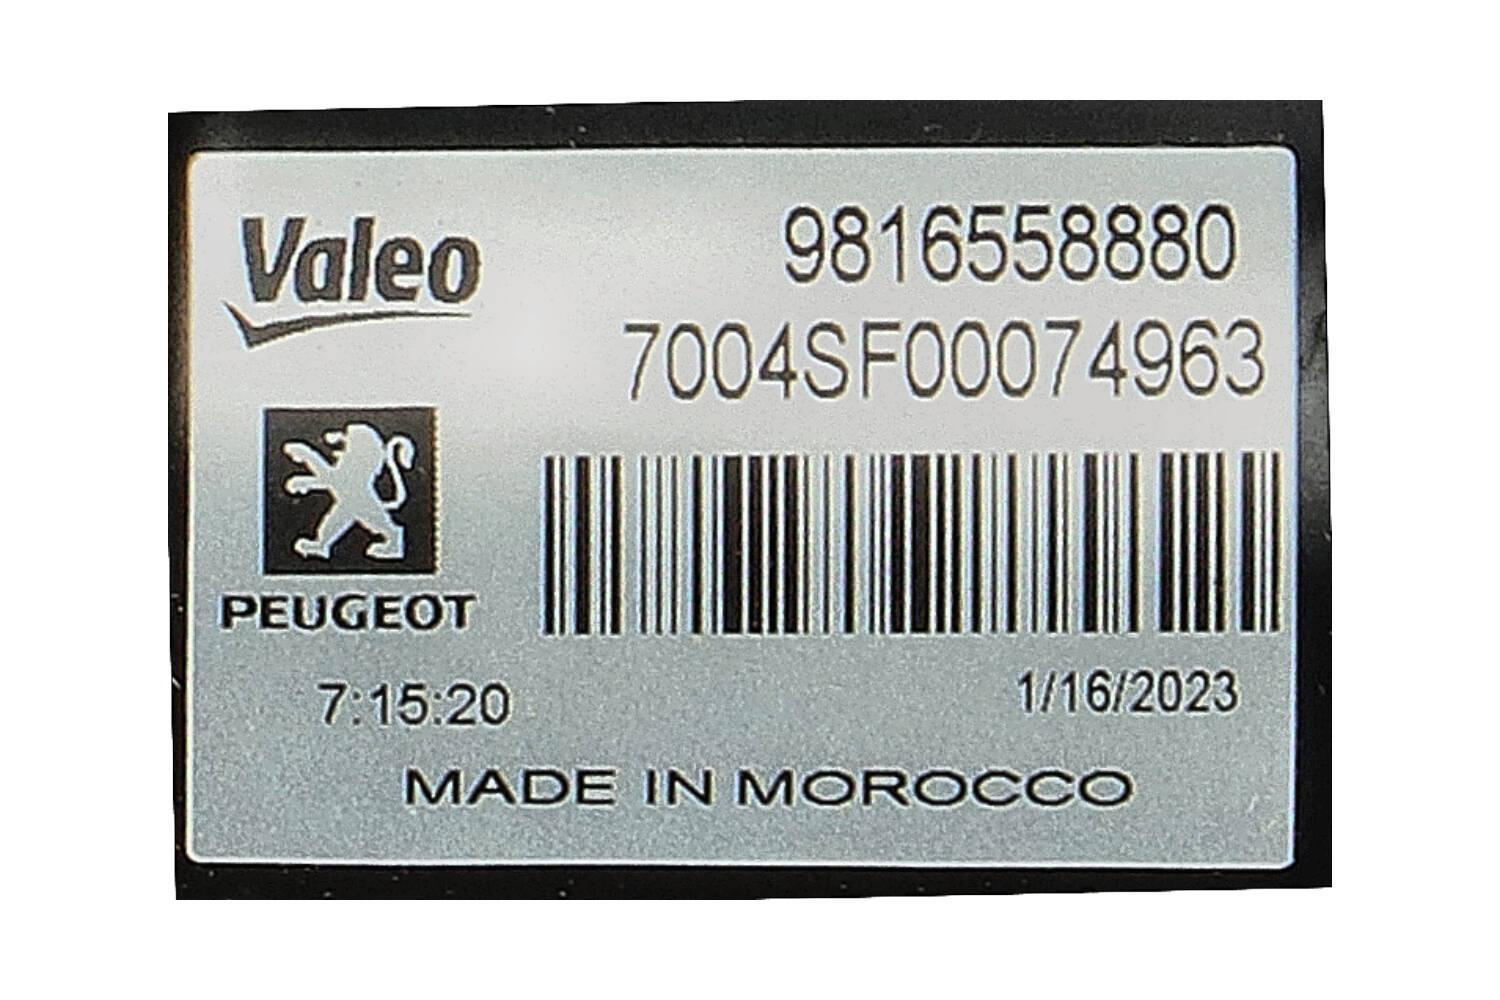 Valeo
9816558880
7004SF00074963
PEUGEOT
7:15:20
1/16/2023
MADE IN MOROCCO